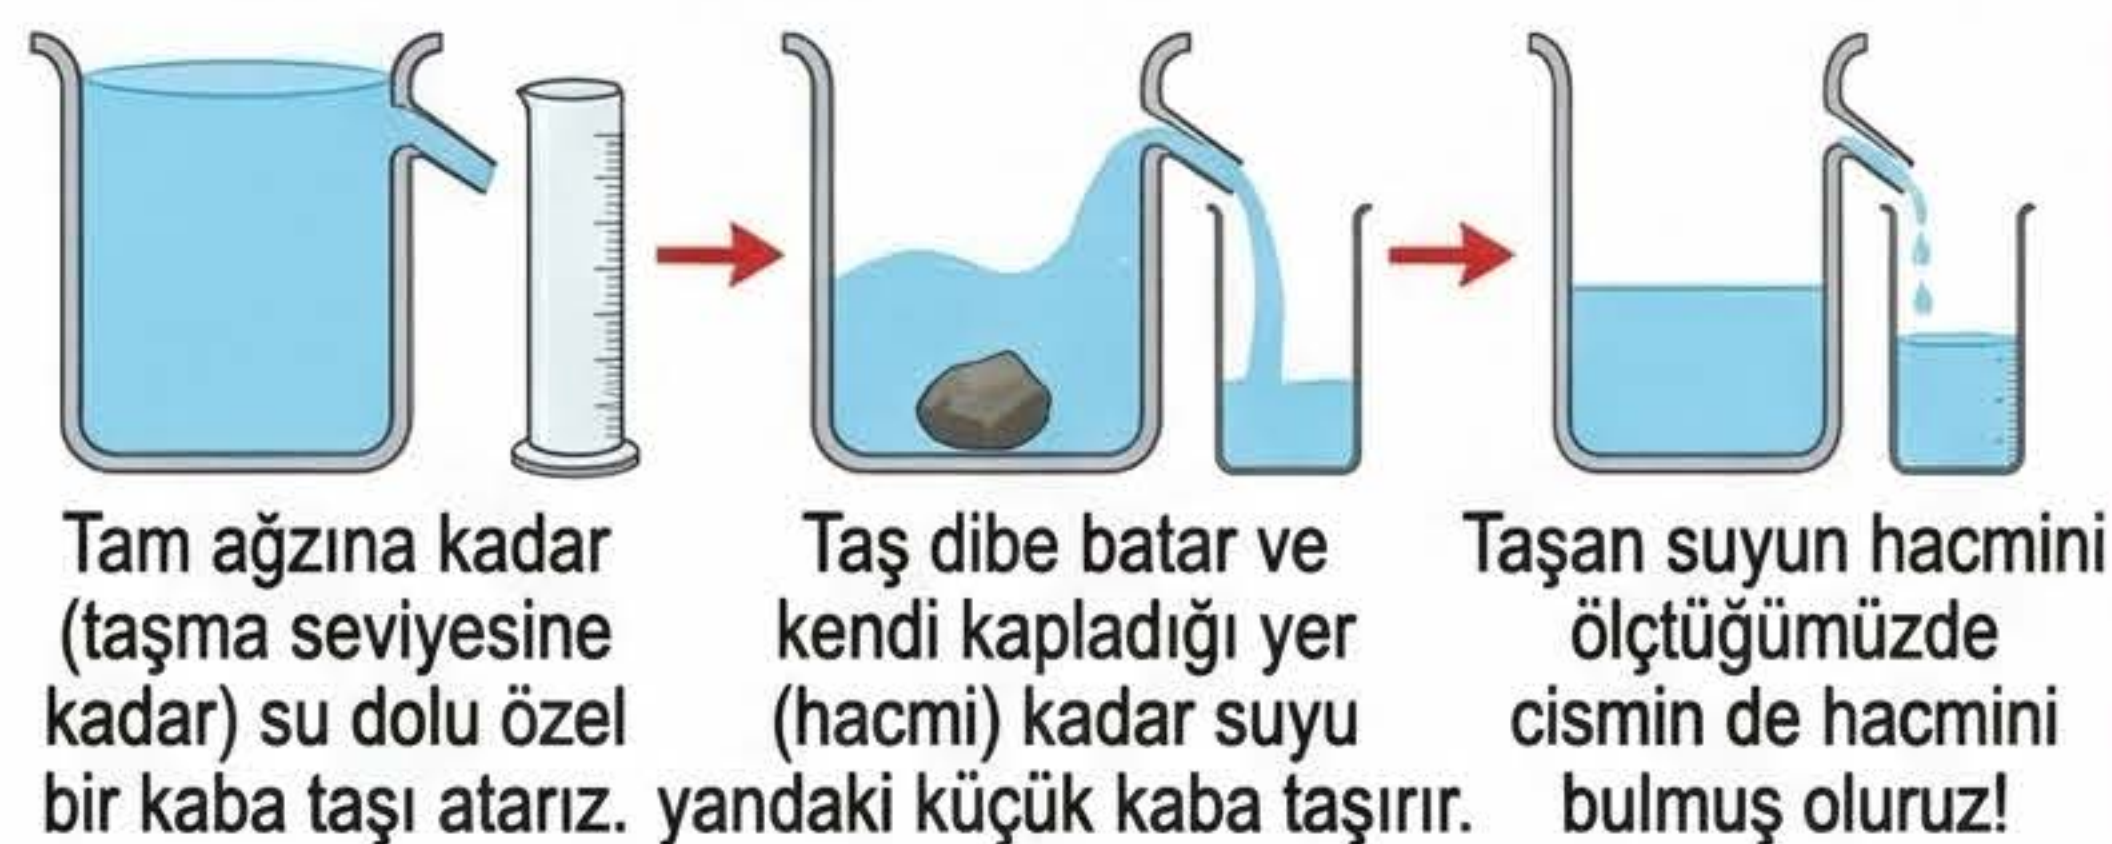 Tam ağzına kadar
(taşma seviyesine
kadar) su dolu özel
bir kaba taşı atarız.
Taş dibe batar ve
kendi kapladığı yer
(hacmi) kadar suyu
yandaki küçük kaba taşırır.
Taşan suyun hacmini
ölçtüğümüzde
cismin de hacmini
bulmuş oluruz!